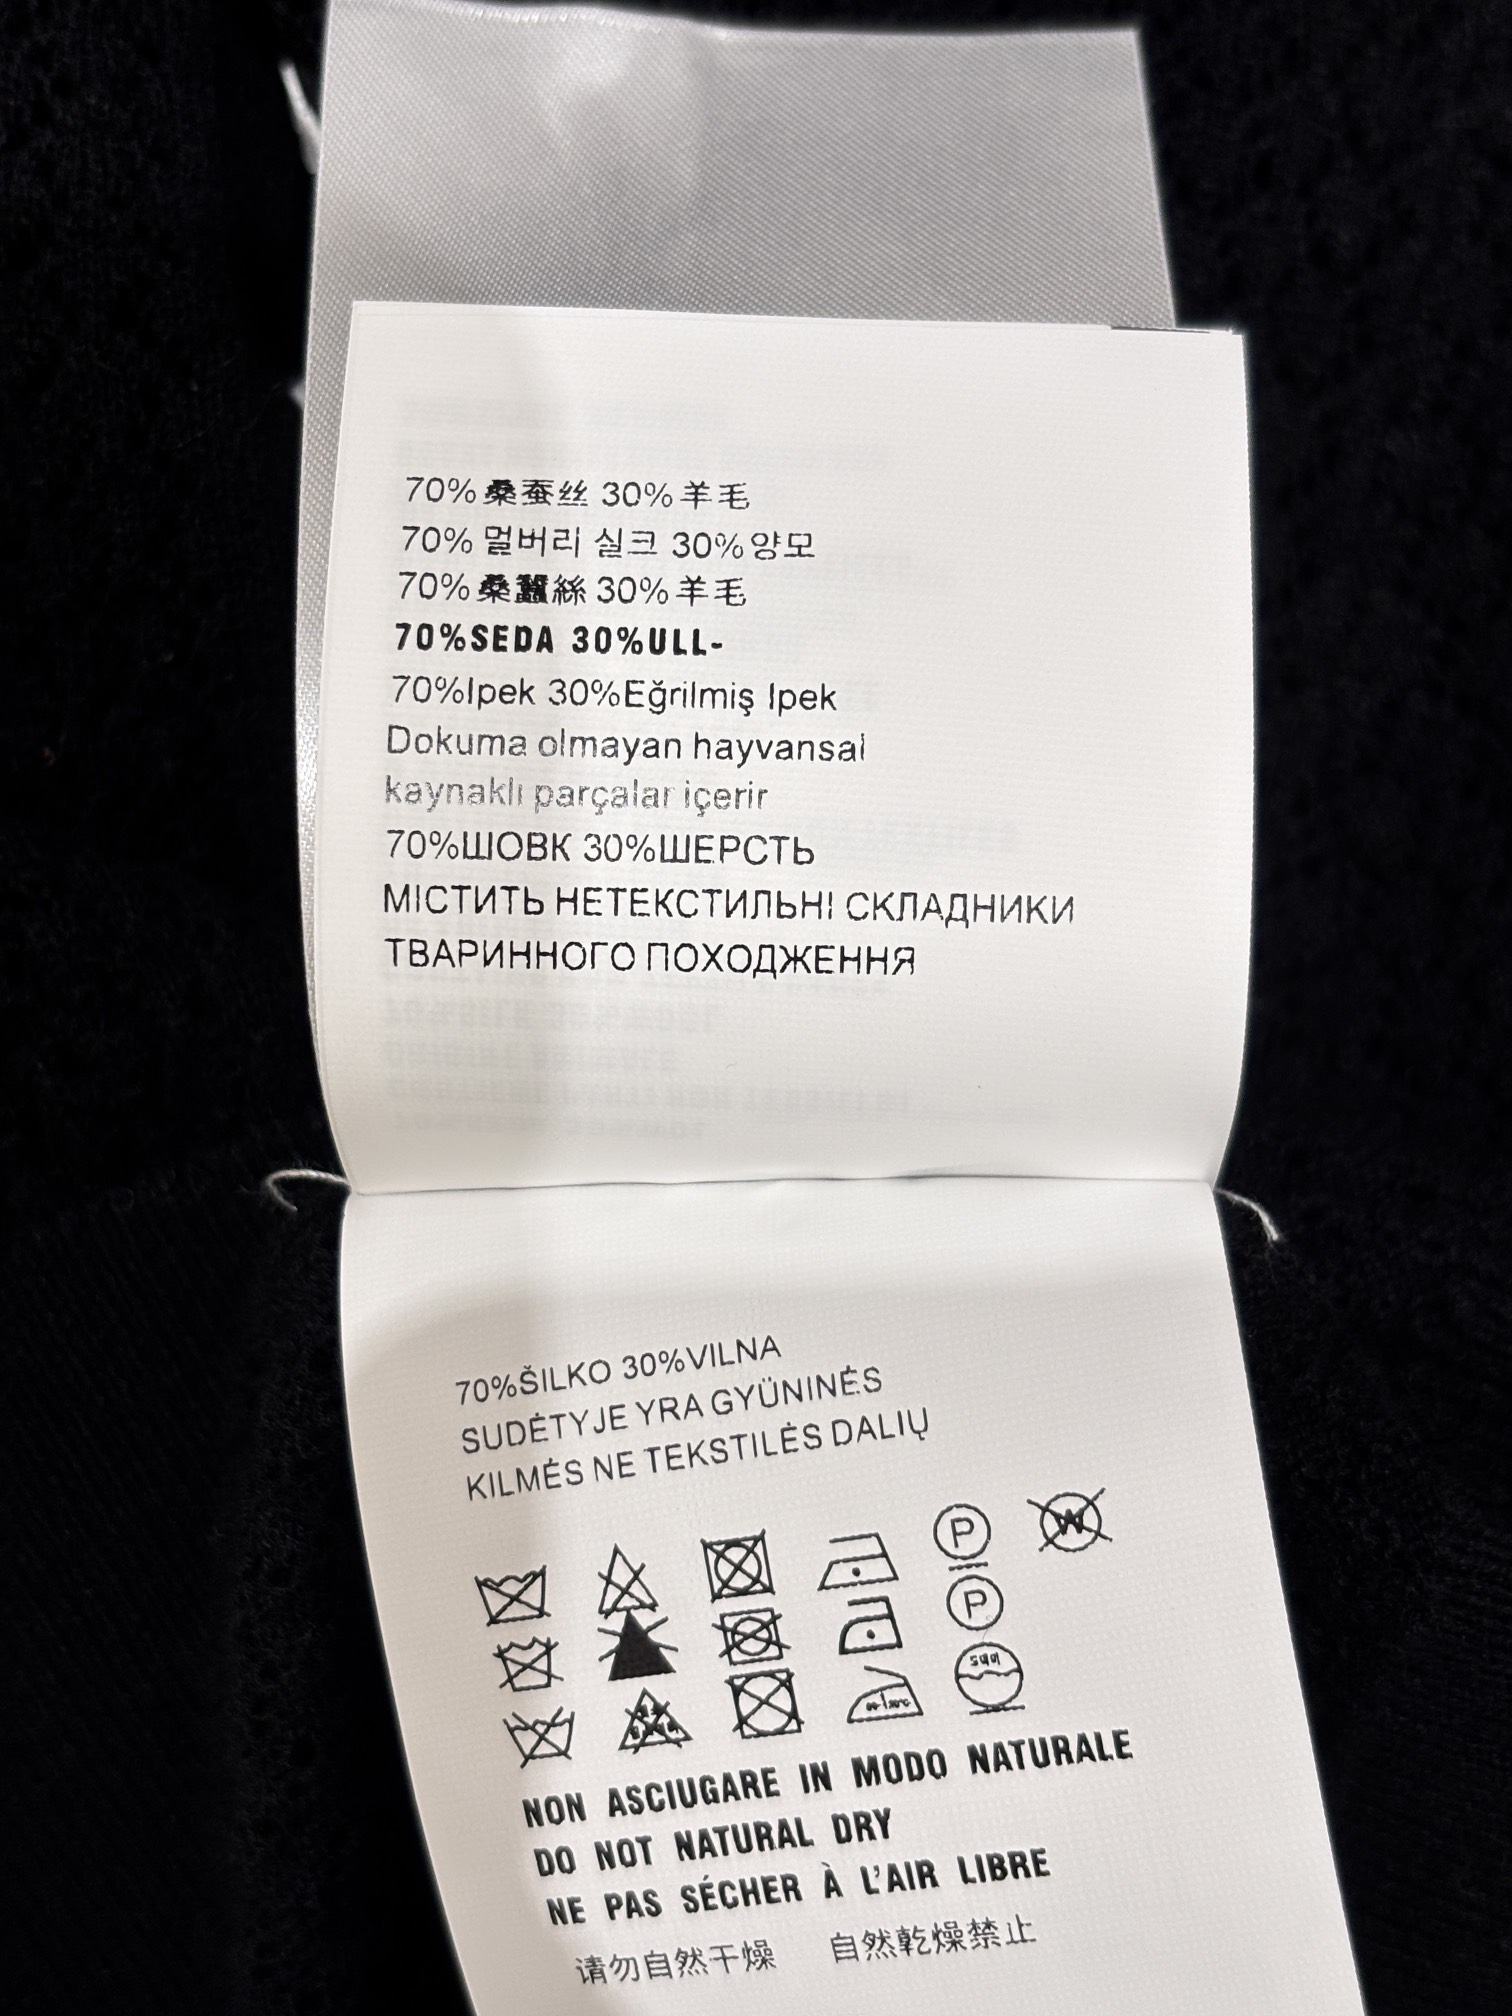 70%桑蚕丝 30%羊毛
70% 멀버리 실크 30%양모
70%桑蠶絲 30%羊毛
70%SEDA 30%ULL-
70%Ipek 30%Eğrilmiş Ipek
Dokuma olmayan hayvansal
kaynaklı parçalar içerir
70%ШОВК 30%ШЕРСТЬ
МІСТИТЬ НЕТЕКСТИЛЬНІ СКЛАДНИКИ
ТВАРИННОГО ПОХОДЖЕННЯ
70%ŠILKO 30%VILNA
SUDĖTYJE YRA GYŪNINĖS
KILMĖS NE TEKSTILĖS DALIŲ
P W
P
NON ASCIUGARE IN MODO NATURALE
DO NOT NATURAL DRY
NE PAS SÉCHER À L'AIR LIBRE
请勿自然干燥 自然乾燥禁止